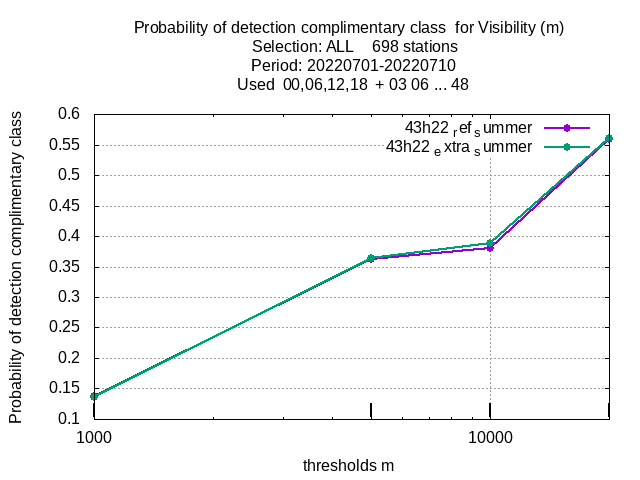 Probability of detection complimentary class  for Visibility (m)
Selection: ALL    698 stations
Period: 20220701-20220710
Used  00,06,12,18  + 03 06 ... 48
Probability of detection complimentary class
0.6
0.55
0.5
0.45
0.4
0.35
0.3
0.25
0.2
0.15
0.1
43h22 ref summer
43h22 extra summer
1000
10000
thresholds m